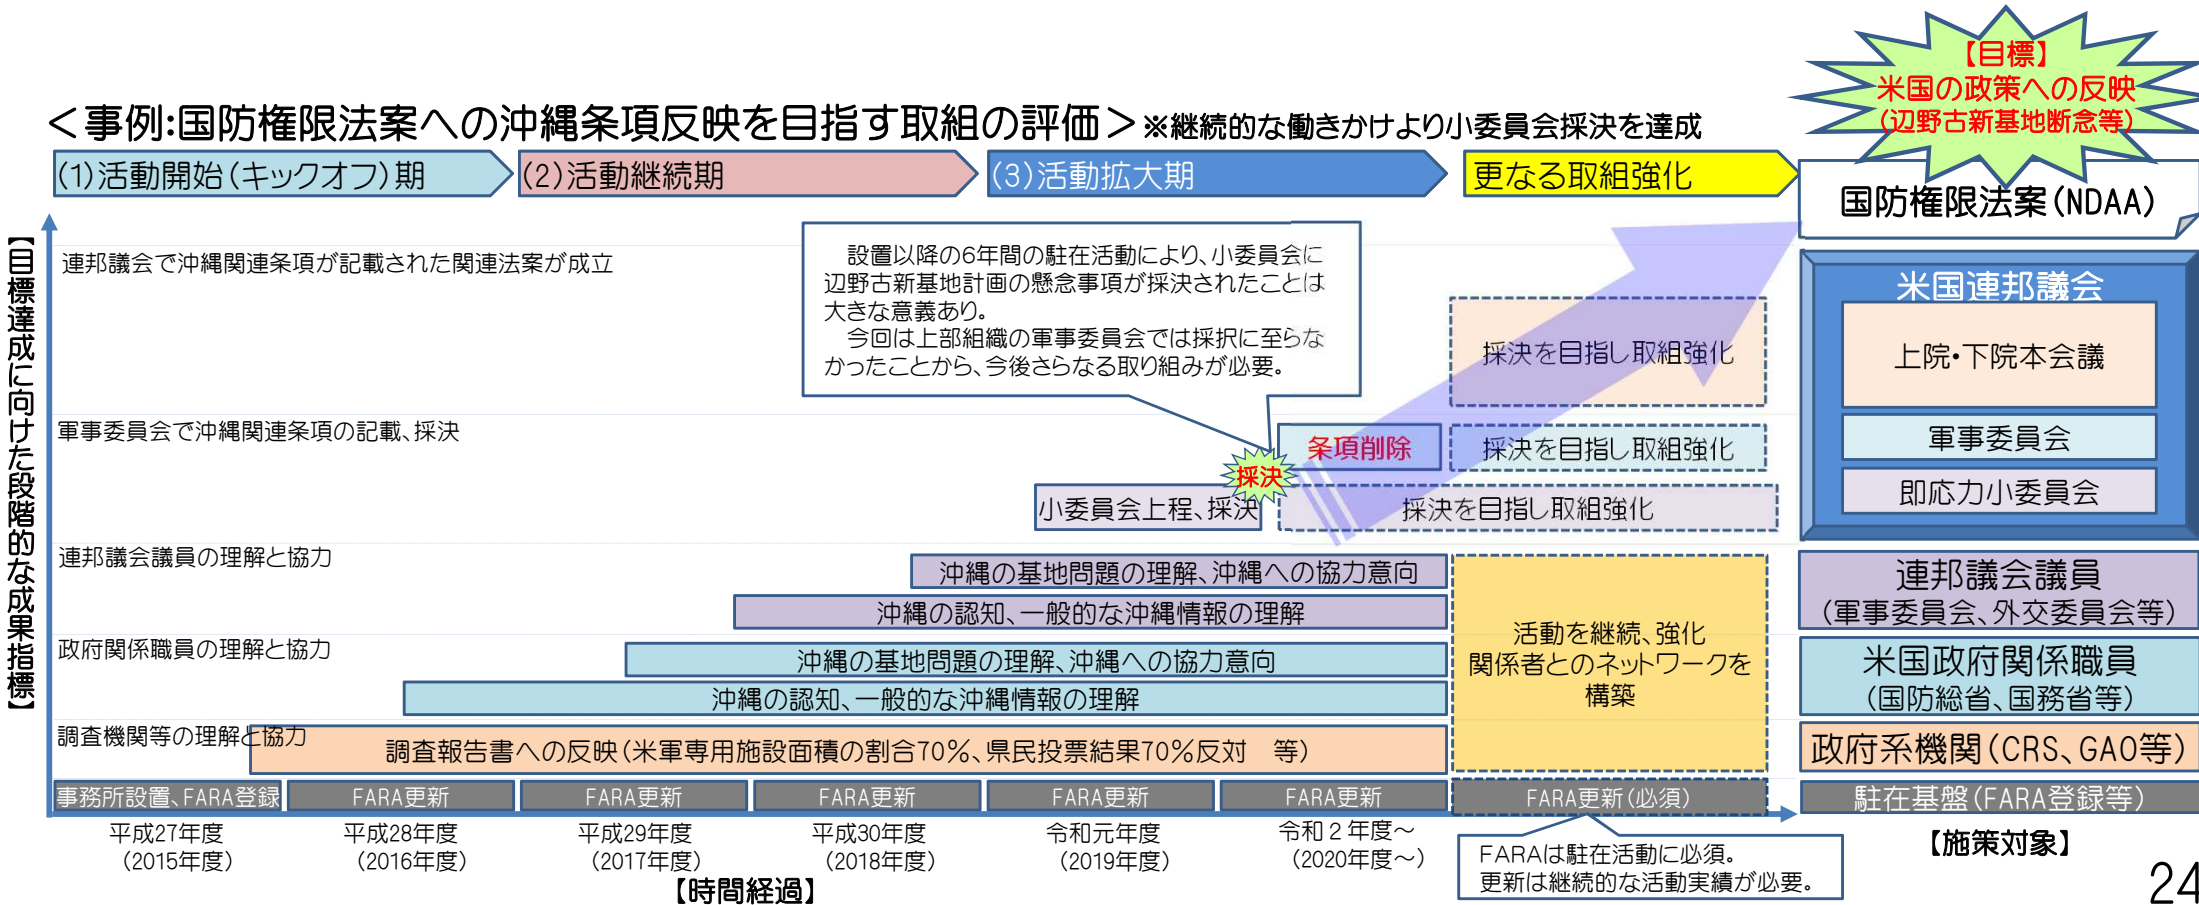 【目標】
米国の政策への反映
(辺野古新基地断念等)
＜事例:国防権限法案への沖縄条項反映を目指す取組の評価＞※継続的な働きかけより小委員会採決を達成
(1)活動開始(キックオフ)期
(2)活動継続期
(3)活動拡大期
更なる取組強化
国防権限法案(NDAA)
【目標達成に向けた段階的な成果指標】
連邦議会で沖縄関連条項が記載された関連法案が成立
設置以降の6年間の駐在活動により、小委員会に
辺野古新基地計画の懸念事項が採決されたことは
大きな意義あり。
今回は上部組織の軍事委員会では採択に至らな
かったことから、今後さらなる取り組みが必要。
採決を目指し取組強化
米国連邦議会
上院・下院本会議
軍事委員会で沖縄関連条項の記載、採決
条項削除
採決を目指し取組強化
軍事委員会
採決
小委員会上程、採決
採決を目指し取組強化
即応力小委員会
連邦議会議員の理解と協力
沖縄の基地問題の理解、沖縄への協力意向
沖縄の認知、一般的な沖縄情報の理解
連邦議会議員
(軍事委員会、外交委員会等)
政府関係職員の理解と協力
沖縄の基地問題の理解、沖縄への協力意向
沖縄の認知、一般的な沖縄情報の理解
活動を継続、強化
関係者とのネットワークを
構築
米国政府関係職員
(国防総省、国務省等)
調査機関等の理解と協力
調査報告書への反映(米軍専用施設面積の割合70%、県民投票結果70%反対　等)
政府系機関(CRS、GAO等)
事務所設置、FARA登録
FARA更新
FARA更新
FARA更新
FARA更新
FARA更新
FARA更新(必須)
駐在基盤(FARA登録等)
平成27年度
(2015年度)
平成28年度
(2016年度)
平成29年度
(2017年度)
平成30年度
(2018年度)
令和元年度
(2019年度)
令和２年度～
(2020年度～)
【時間経過】
FARAは駐在活動に必須。
更新は継続的な活動実績が必要。
【施策対象】
24